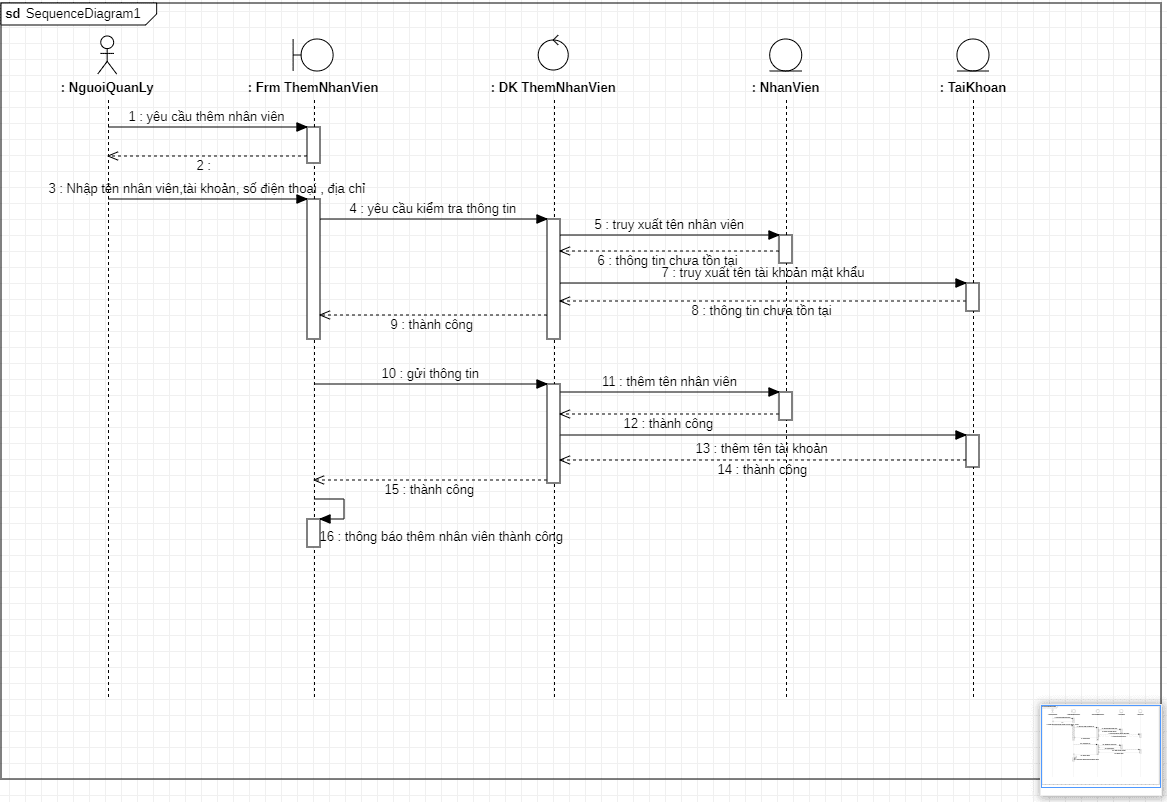 sd SequenceDiagram1
: NguoiQuanLy
: Frm ThemNhanVien
: DK ThemNhanVien
: NhanVien
: TaiKhoan
1 : yêu cầu thêm nhân viên
2 :
3 : Nhập tên nhân viên,tài khoản, số điện thoại , địa chỉ
4 : yêu cầu kiểm tra thông tin
5 : truy xuất tên nhân viên
6 : thông tin chưa tồn tại
7 : truy xuất tên tài khoản mật khẩu
8 : thông tin chưa tồn tại
9 : thành công
10 : gửi thông tin
11 : thêm tên nhân viên
12 : thành công
13 : thêm tên tài khoản
14 : thành công
15 : thành công
16 : thông báo thêm nhân viên thành công